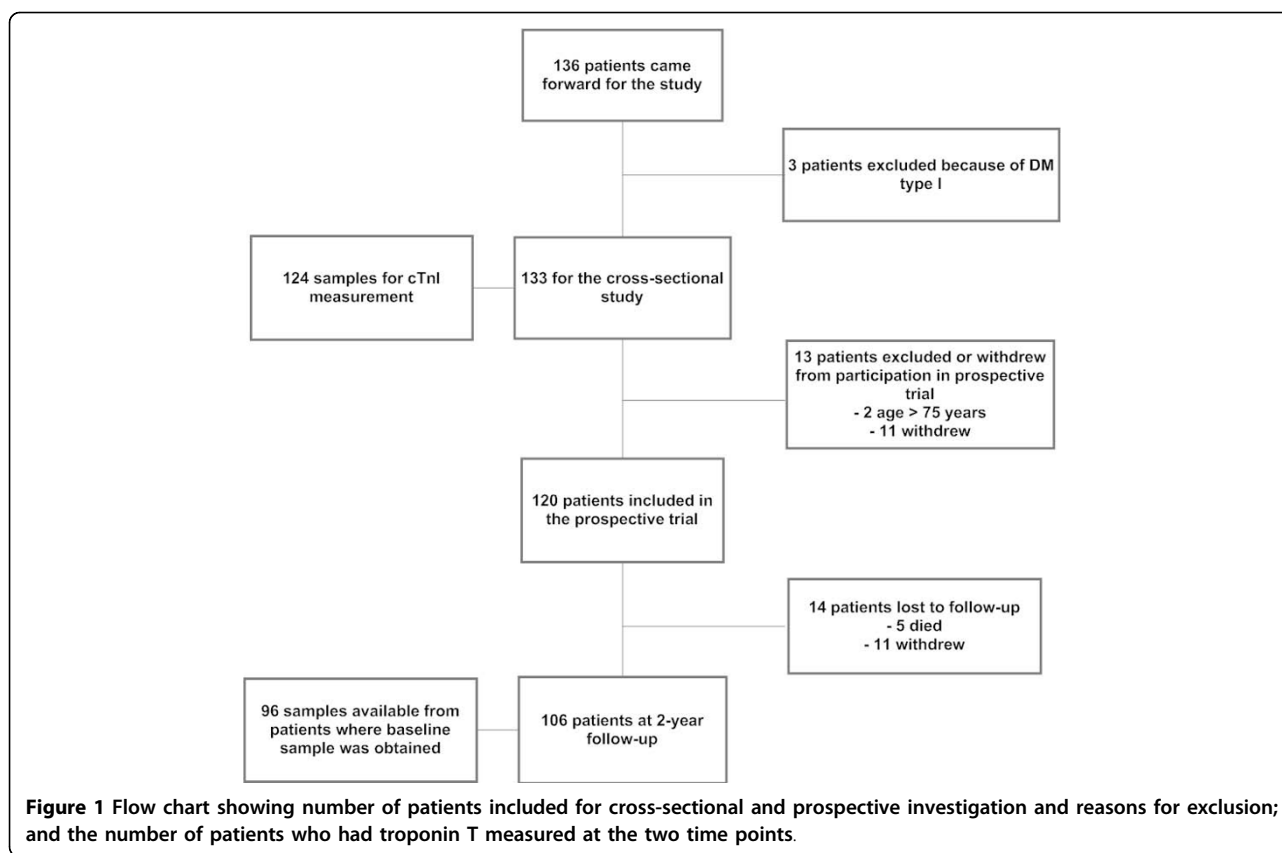 136 patients came
forward for the study
3 patients excluded because of DM
type I
124 samples for cTnI
measurement
133 for the cross-sectional
study
13 patients excluded or withdrew
from participation in prospective
trial
- 2 age > 75 years
- 11 withdrew
120 patients included in
the prospective trial
14 patients lost to follow-up
- 5 died
- 11 withdrew
96 samples available from
patients where baseline
sample was obtained
106 patients at 2-year
follow-up
Figure 1 Flow chart showing number of patients included for cross-sectional and prospective investigation and reasons for exclusion;
and the number of patients who had troponin T measured at the two time points.